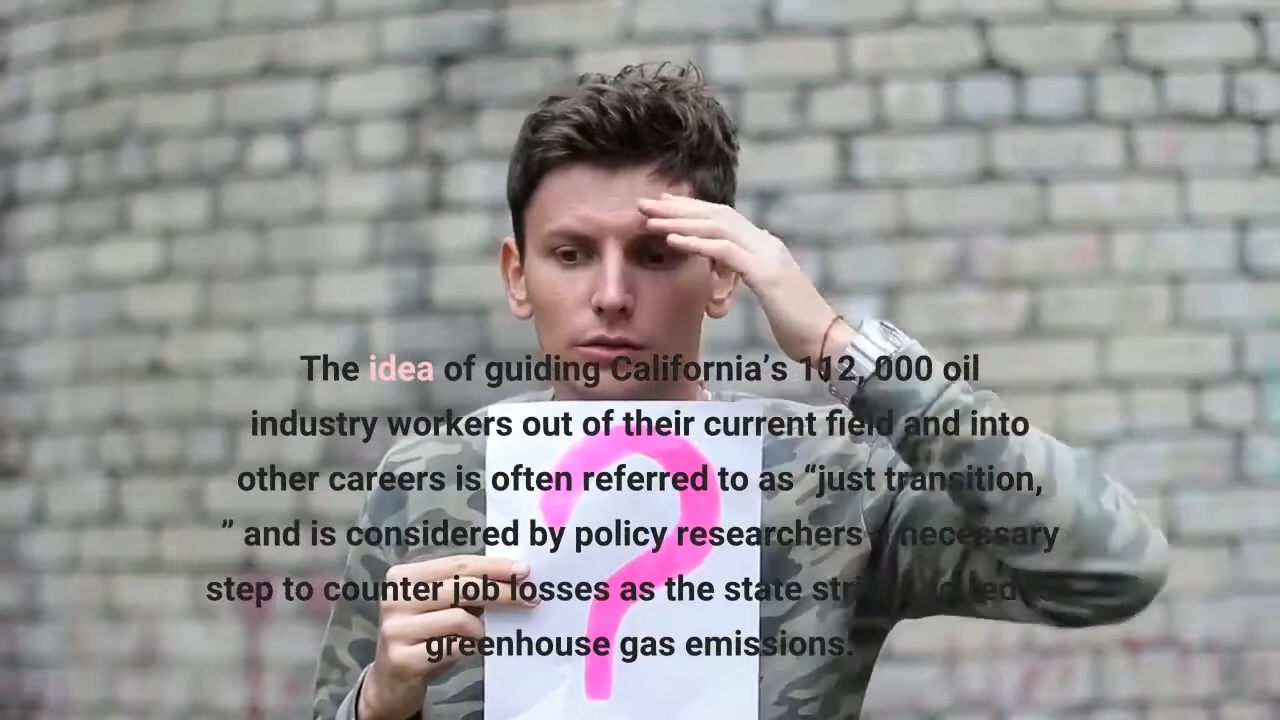 The idea of guiding California’s 112, 000 oil
industry workers out of their current field and into
other careers is often referred to as “just transition,
” and is considered by policy researchers a necessary
step to counter job losses as the state
greenhouse gas emissions.
?